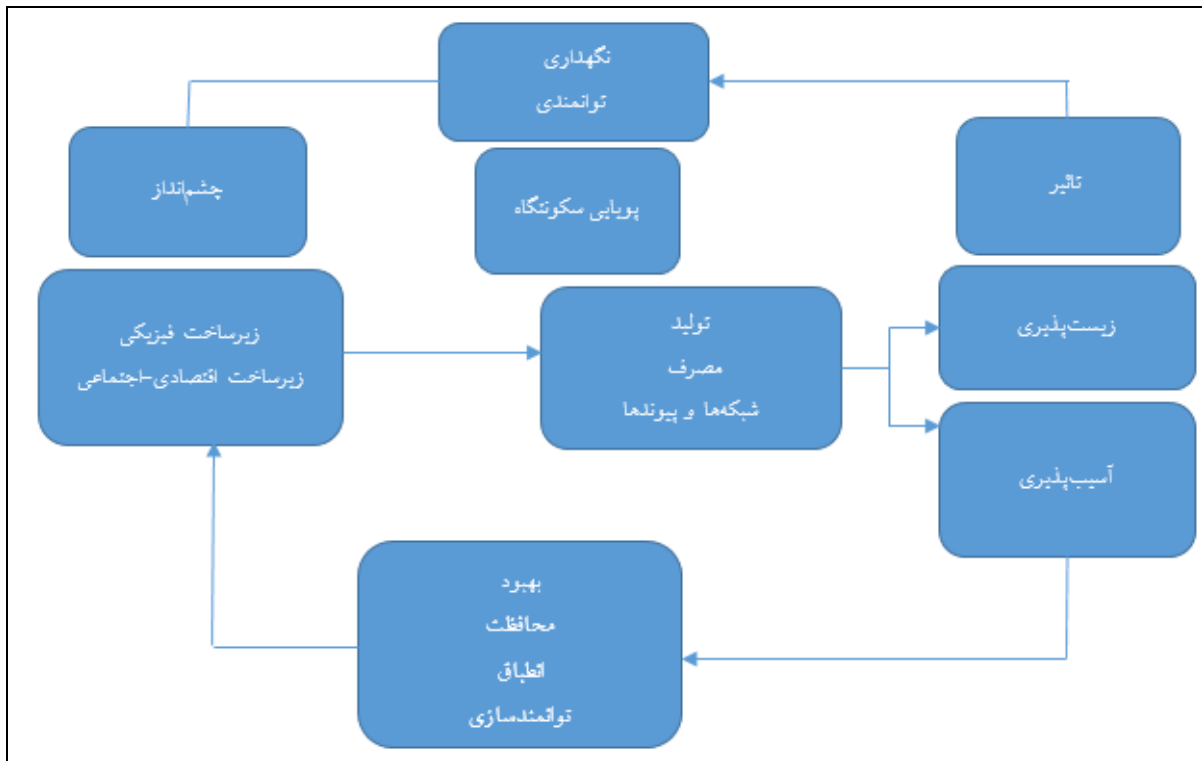 نگهداری
توانمندی
تاثیر
چشم‌انداز
پویایی سکونتگاه
زیست‌پذیری
تولید
مصرف
شبکه‌ها و پیوندها
زیرساخت فیزیکی
زیرساخت اقتصادی-اجتماعی
آسیب‌پذیری
بهبود
محافظت
انطباق
توانمندسازی